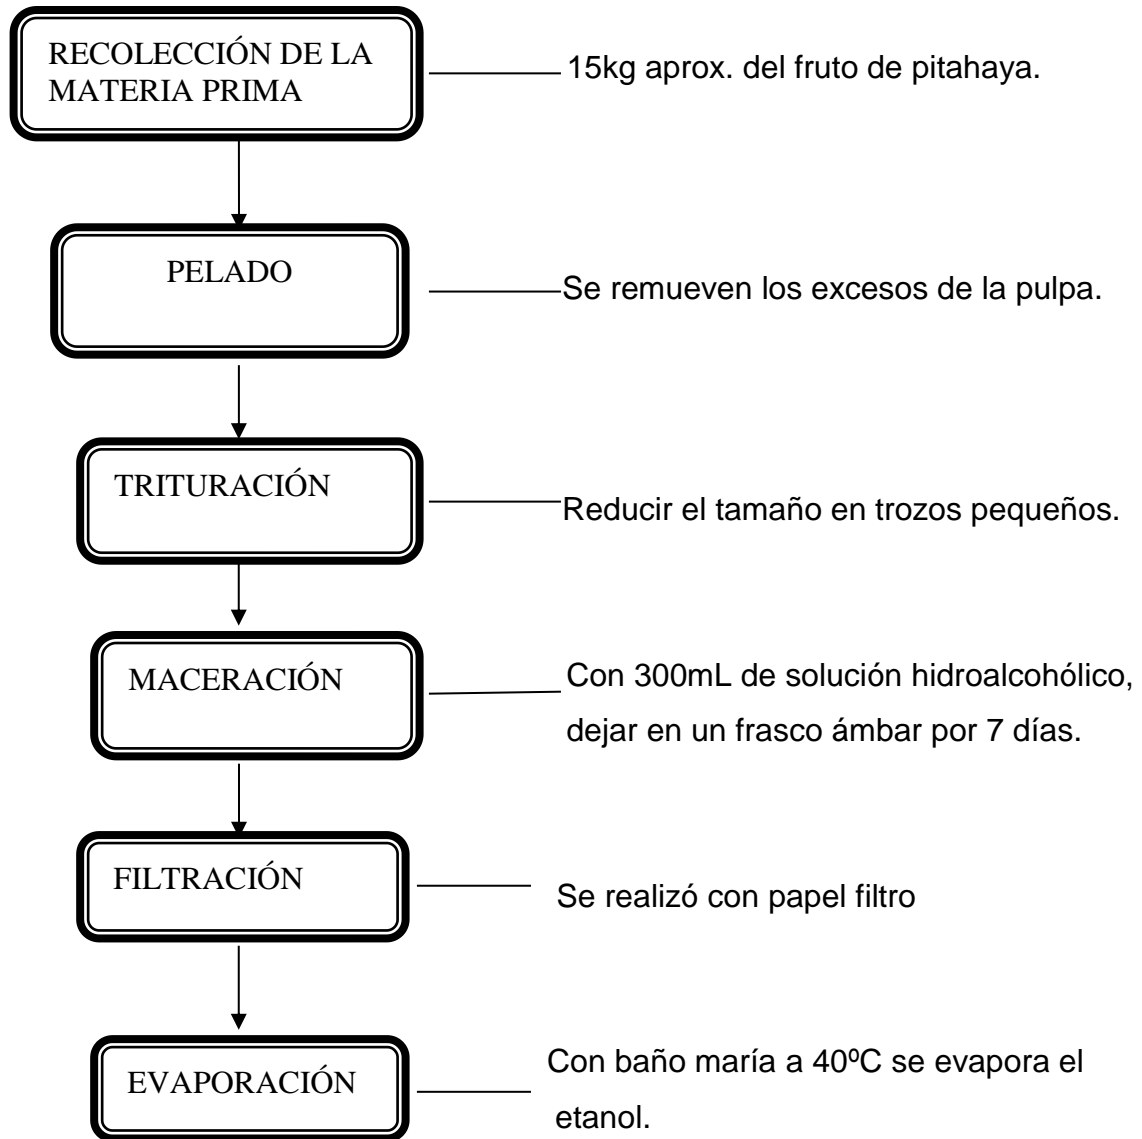 RECOLECCIÓN DE LA
MATERIA PRIMA
15kg aprox. del fruto de pitahaya.
PELADO
Se remueven los excesos de la pulpa.
TRITURACIÓN
Reducir el tamaño en trozos pequeños.
MACERACIÓN
Con 300mL de solución hidroalcohólico,
dejar en un frasco ámbar por 7 días.
FILTRACIÓN
Se realizó con papel filtro
EVAPORACIÓN
Con baño maría a 40ºC se evapora el
etanol.